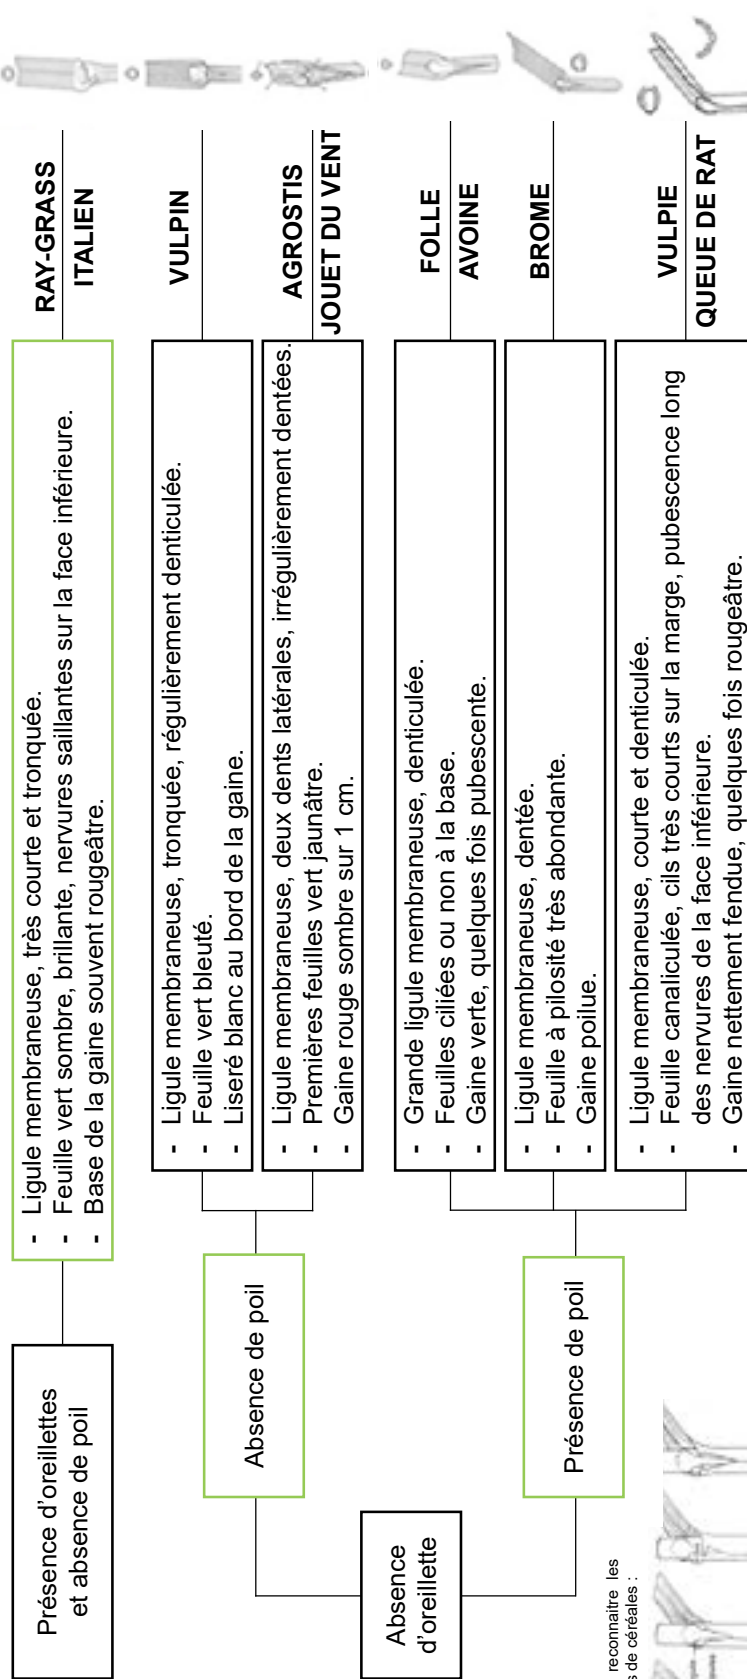 Présence d'oreillettes
et absence de poil
- Ligule membraneuse, très courte et tronquée.
- Feuille vert sombre, brillante, nervures saillantes sur la face inférieure.
- Base de la gaine souvent rougeâtre.
RAY-GRASS
ITALIEN
Absence
d'oreillette
Absence de poil
- Ligule membraneuse, tronquée, régulièrement denticulée.
- Feuille vert bleuté.
- Liseré blanc au bord de la gaine.
VULPIN
- Ligule membraneuse, deux dents latérales, irrégulièrement dentées.
- Premières feuilles vert jaunâtre.
- Gaine rouge sombre sur 1 cm.
AGROSTIS
JOUET DU VENT
Présence de poil
- Grande ligule membraneuse, denticulée.
- Feuilles ciliées ou non à la base.
- Gaine verte, quelques fois pubescente.
FOLLE
AVOINE
- Ligule membraneuse, dentée.
- Feuille à pilosité très abondante.
- Gaine poilue.
BROME
- Ligule membraneuse, courte et denticulée.
- Feuille canaliculée, cils très courts sur la marge, pubescence long
des nervures de la face inférieure.
- Gaine nettement fendue, quelques fois rougeâtre.
VULPIE
QUEUE DE RAT
reconnaitre les
s de céréales :